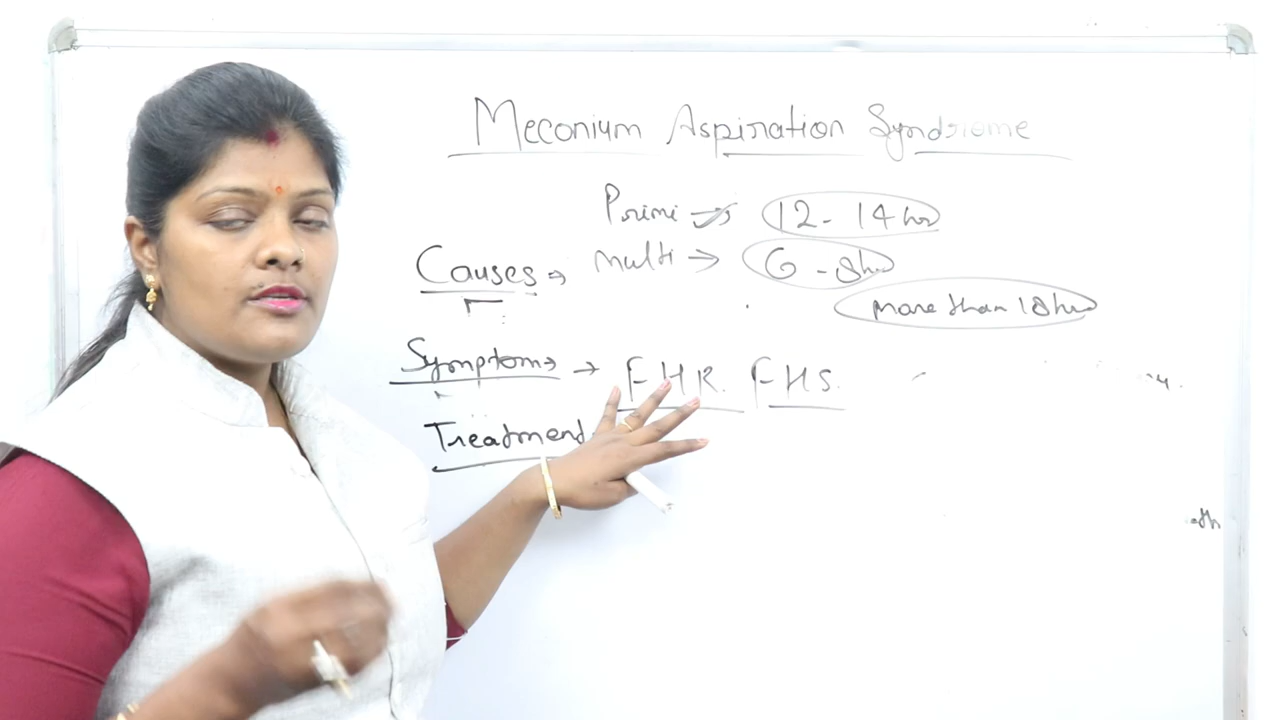 Meconium Aspiration Syndrome
Primi → 12 - 14 hr
Causes → multi → 6 - 8 hr
more than 18 hr
Symptoms → FHR. FHS.
Treatment